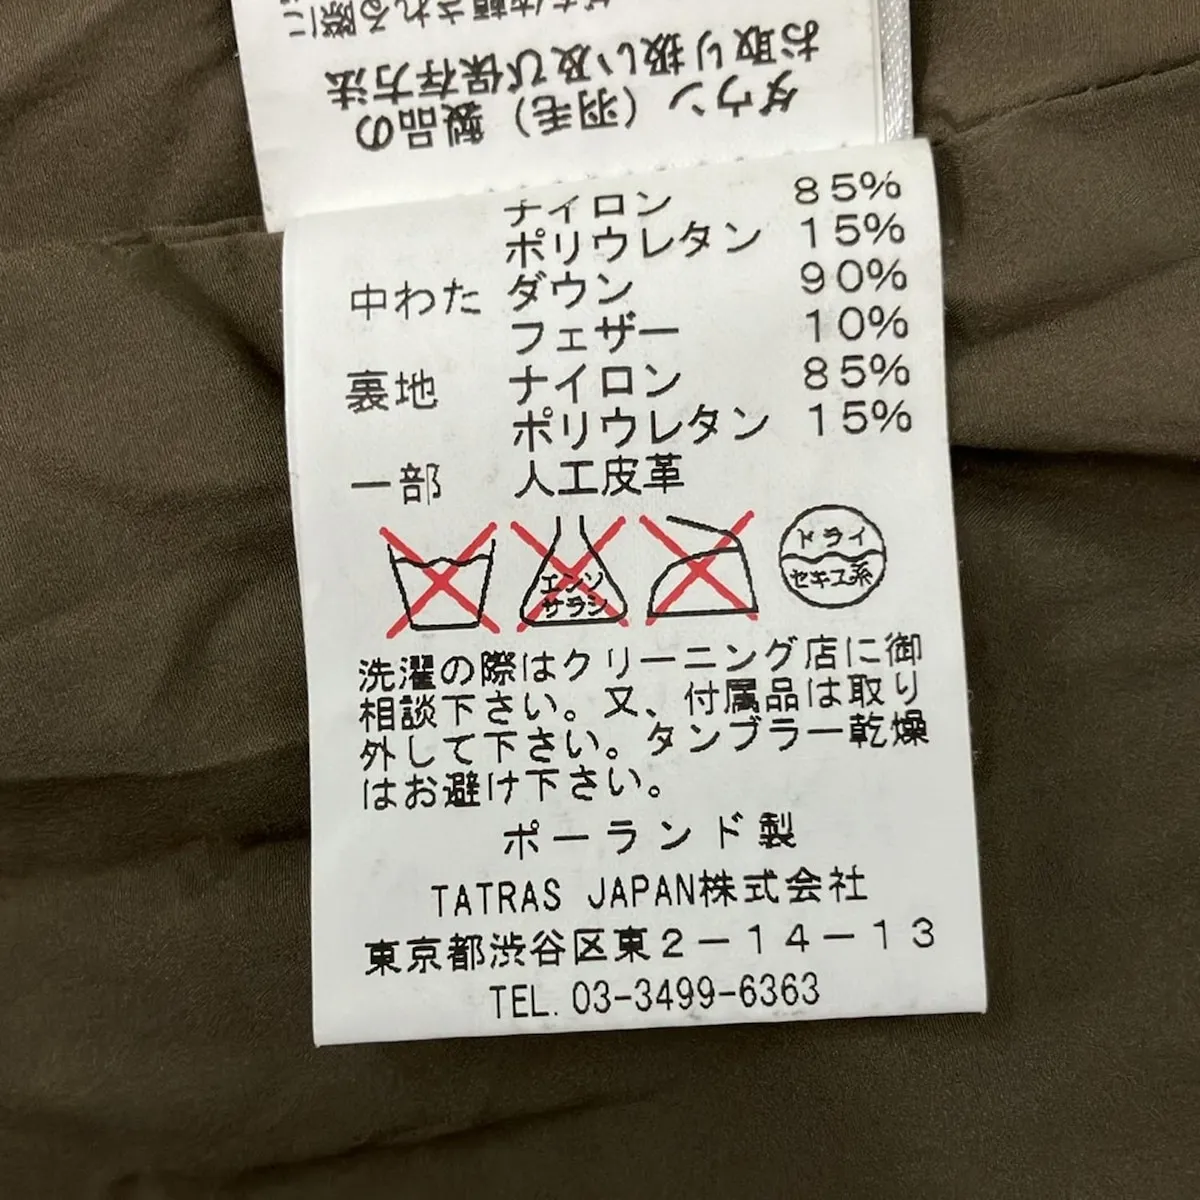 ダウン（羽毛）製品の
お取り扱い及び保存方法
ナイロン 85%
ポリウレタン 15%
中わた ダウン 90%
フェザー 10%
裏地 ナイロン 85%
ポリウレタン 15%
一部 人工皮革
エンソ
サラシ
ドライ
セキユ系
洗濯の際はクリーニング店に御
相談下さい。又、付属品は取り
外して下さい。タンブラー乾燥
はお避け下さい。
ポーランド製
TATRAS JAPAN株式会社
東京都渋谷区東2－14－13
TEL. 03-3499-6363